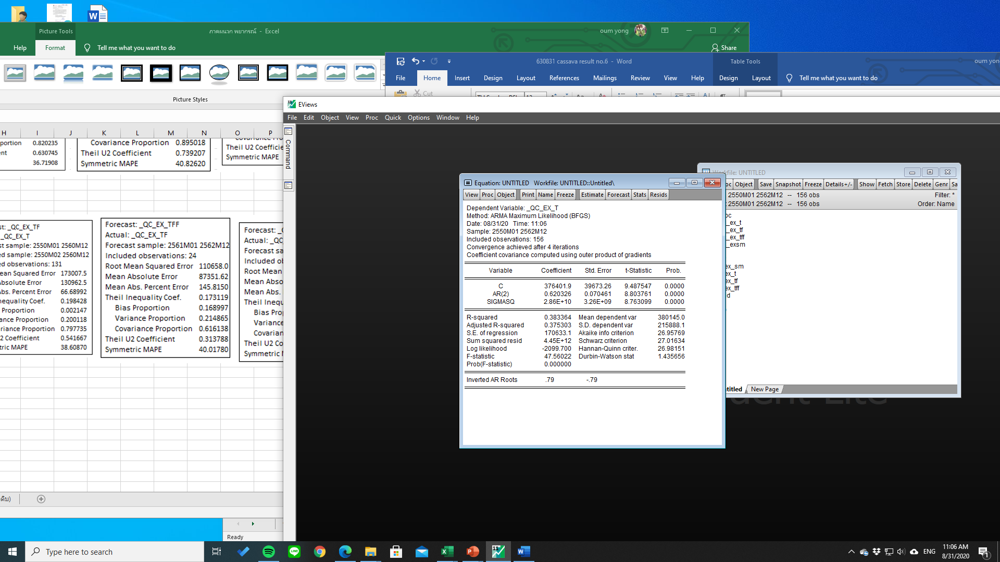 Picture Tools
ภาคผนวก พยากรณ์ - Excel
oum yong
Help
Format
Tell me what you want to do
Share
Picture Styles
630831 cassava result no.6 - Word
Table Tools
oum yong
File
Home
Insert
Design
Layout
References
Mailings
Review
View
Help
Design
Layout
Tell me what you want to do
Cut
EViews
File Edit Object View Proc Quick Options Window Help
Command
H I J K L M N O P
portion 0.820235
ent 0.630745
36.71908
Covariance Proportion 0.895018
Theil U2 Coefficient 0.739207
Symmetric MAPE 40.82620
Theil U2 Coefficient
Symmetric MAPE
st: _QC_EX_TF
_QC_EX_T
st sample: 2550M01 2560M12
ed sample: 2550M02 2560M12
ed observations: 131
ean Squared Error 173007.5
Absolute Error 130962.5
Abs. Percent Error 66.68992
nequality Coef. 0.198428
Proportion 0.002147
ance Proportion 0.200118
riance Proportion 0.797735
2 Coefficient 0.541667
tric MAPE 38.60870
Forecast: _QC_EX_TFF
Actual: _QC_EX_TF
Forecast sample: 2561M01 2562M12
Included observations: 24
Root Mean Squared Error 110658.0
Mean Absolute Error 87351.62
Mean Abs. Percent Error 145.8150
Theil Inequality Coef. 0.173119
Bias Proportion 0.168997
Variance Proportion 0.214865
Covariance Proportion 0.616138
Theil U2 Coefficient 0.313788
Symmetric MAPE 40.01780
Forecast: _Q
Actual: _QC
Forecast sa
Included ob
Root Mean
Mean Abso
Mean Abs.
Theil Inequ
Bias Prop
Variance
Covarian
Theil U2 Co
Symmetric M
Equation: UNTITLED Workfile: UNTITLED::Untitled\
View Proc Object Print Name Freeze Estimate Forecast Stats Resids
Dependent Variable: _QC_EX_T
Method: ARMA Maximum Likelihood (BFGS)
Date: 08/31/20 Time: 11:06
Sample: 2550M01 2562M12
Included observations: 156
Convergence achieved after 4 iterations
Coefficient covariance computed using outer product of gradients
Variable Coefficient Std. Error t-Statistic Prob.
C 376401.9 39673.26 9.487547 0.0000
AR(2) 0.620326 0.070461 8.803761 0.0000
SIGMASQ 2.86E+10 3.26E+09 8.763099 0.0000
R-squared 0.383364 Mean dependent var 380145.0
Adjusted R-squared 0.375303 S.D. dependent var 215888.1
S.E. of regression 170633.1 Akaike info criterion 26.95769
Sum squared resid 4.45E+12 Schwarz criterion 27.01634
Log likelihood -2099.700 Hannan-Quinn criter. 26.98151
F-statistic 47.56022 Durbin-Watson stat 1.435656
Prob(F-statistic) 0.000000
Inverted AR Roots .79 -.79
Workfile: UNTITLED
oc Object Save Snapshot Freeze Details+/- Show Fetch Store Delete Genr Sa
2550M01 2562M12 -- 156 obs
Filter: *
2550M01 2562M12 -- 156 obs
Order: Name
oc
_ex_t
_ex_tf
_ex_tff
_exsm
ex_sm
ex_t
ex_tf
ex_tff
d
titled
New Page
Ready
Type here to search
ENG
11:06 AM
8/31/2020
1